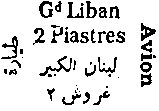 Gᵈ Liban
2 Piastres
لبنان الكبير
غروش ٢
طيارة
Avion